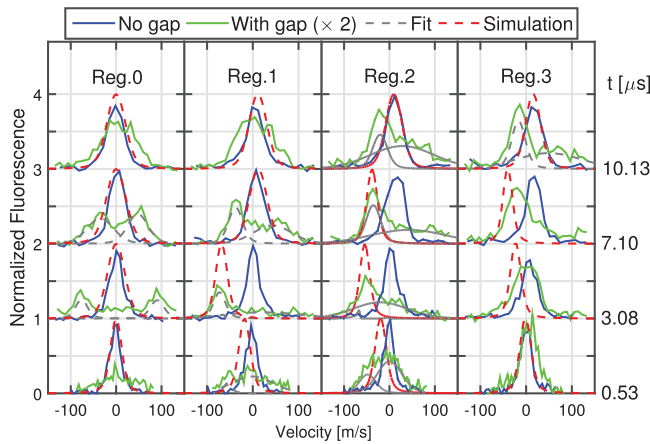 No gap With gap (× 2) Fit Simulation
Reg.0 Reg.1 Reg.2 Reg.3 t [μs]
Normalized Fluorescence
4
3 10.13
2 7.10
1 3.08
0 0.53
-100 0 100 -100 0 100 -100 0 100 -100 0 100
Velocity [m/s]